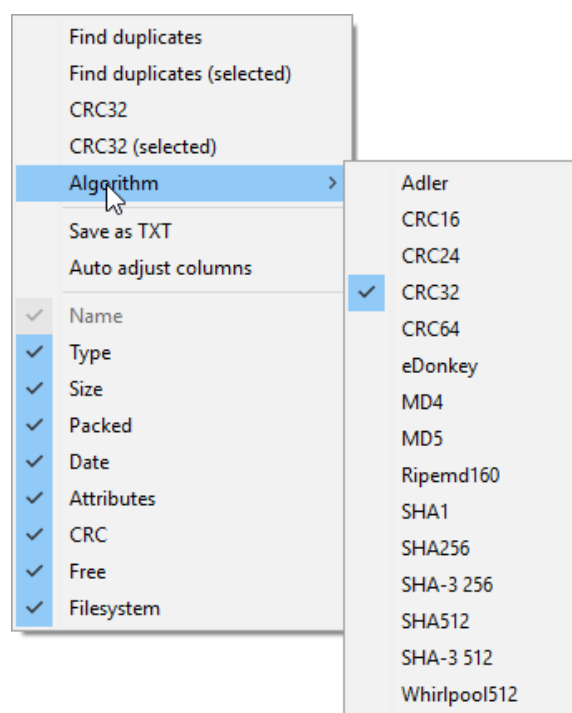 Find duplicates
Find duplicates (selected)
CRC32
CRC32 (selected)
Algorithm
Save as TXT
Auto adjust columns
Name
Type
Size
Packed
Date
Attributes
CRC
Free
Filesystem
Adler
CRC16
CRC24
CRC32
CRC64
eDonkey
MD4
MD5
Ripemd160
SHA1
SHA256
SHA-3 256
SHA512
SHA-3 512
Whirlpool512